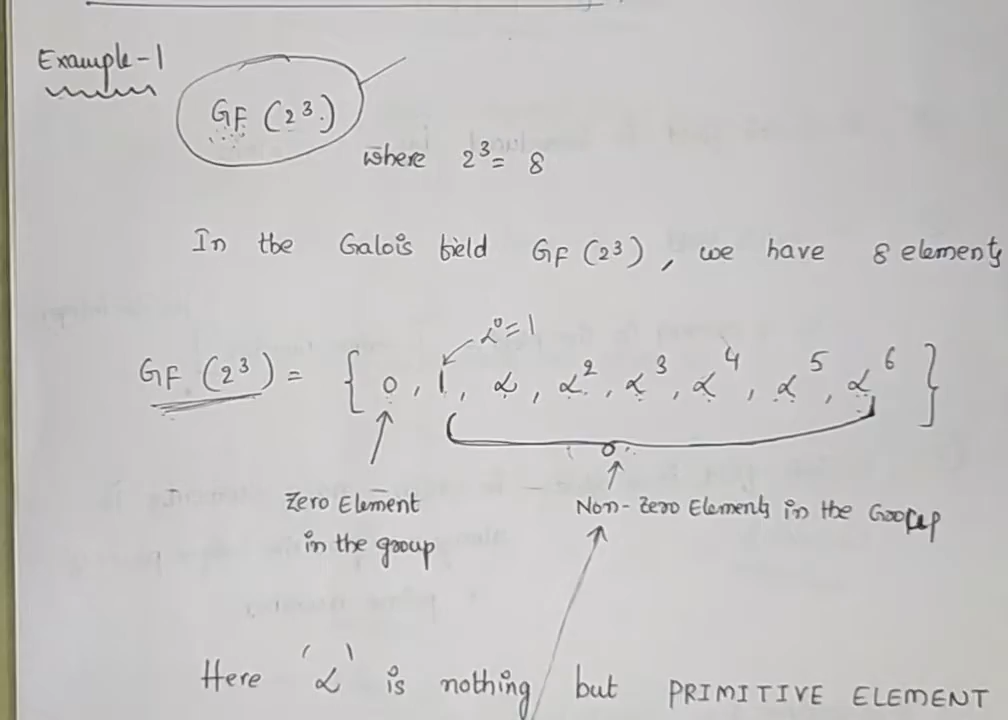 Example-1
GF (2³)
where 2³= 8
In the Galois field GF (2³), we have 8 elements
α⁰=1
GF (2³) = { 0, 1, α, α², α³, α⁴, α⁵, α⁶ }
Zero Element
in the group
Non-Zero Elements in the Group
Here 'α' is nothing but PRIMITIVE ELEMENT